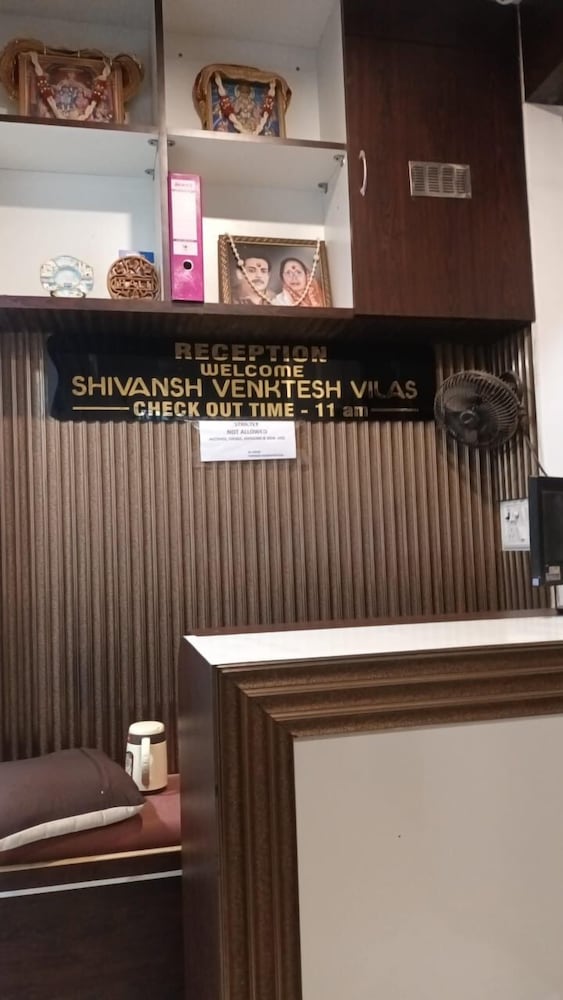 RECEPTION
WELCOME
SHIVANSH VENKTESH VILAS
CHECK OUT TIME - 11 am
STRICTLY
NOT ALLOWED